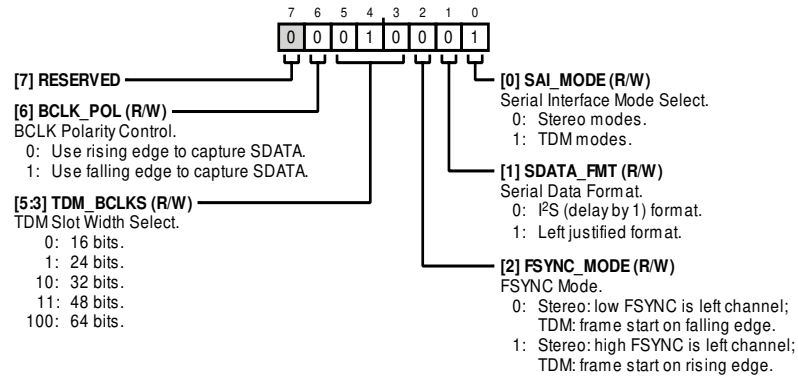 7 6 5 4 3 2 1 0
0 0 0 1 0 0 0 1
[7] RESERVED
[6] BCLK_POL (R/W)
BCLK Polarity Control.
0: Use rising edge to capture SDATA.
1: Use falling edge to capture SDATA.
[5:3] TDM_BCLKS (R/W)
TDM Slot Width Select.
0: 16 bits.
1: 24 bits.
10: 32 bits.
11: 48 bits.
100: 64 bits.
[0] SAI_MODE (R/W)
Serial Interface Mode Select.
0: Stereo modes.
1: TDM modes.
[1] SDATA_FMT (R/W)
Serial Data Format.
0: I²S (delay by 1) format.
1: Left justified format.
[2] FSYNC_MODE (R/W)
FSYNC Mode.
0: Stereo: low FSYNC is left channel;
TDM: frame start on falling edge.
1: Stereo: high FSYNC is left channel;
TDM: frame start on rising edge.